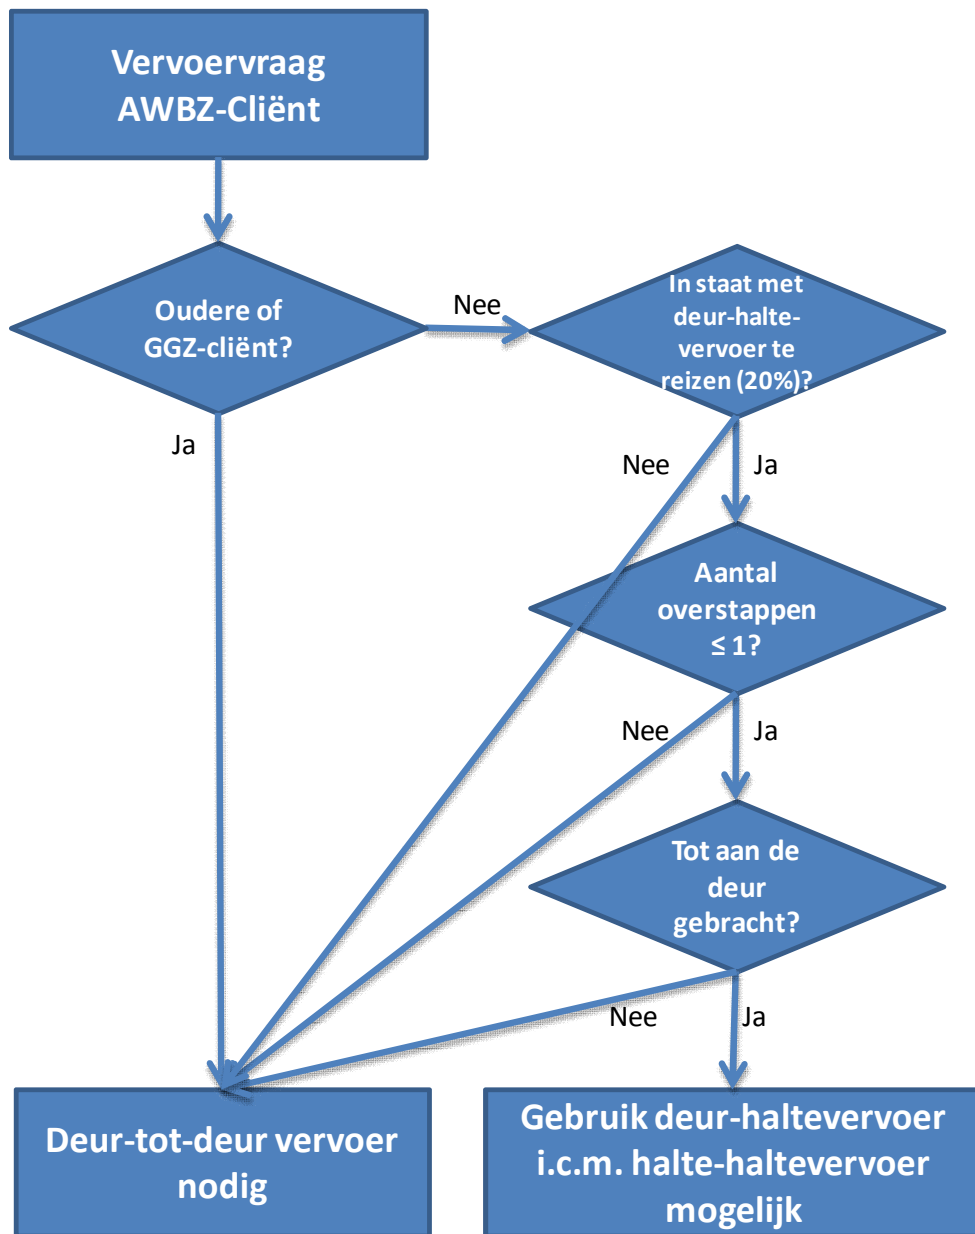 Vervoervraag
AWBZ-Cliënt
Oudere of
GGZ-cliënt?
Nee
In staat met
deur-halte-
vervoer te
reizen (20%)?
Ja
Nee
Ja
Aantal
overstappen
≤ 1?
Nee
Ja
Tot aan de
deur
gebracht?
Nee
Ja
Deur-tot-deur vervoer
nodig
Gebruik deur-haltevervoer
i.c.m. halte-haltevervoer
mogelijk